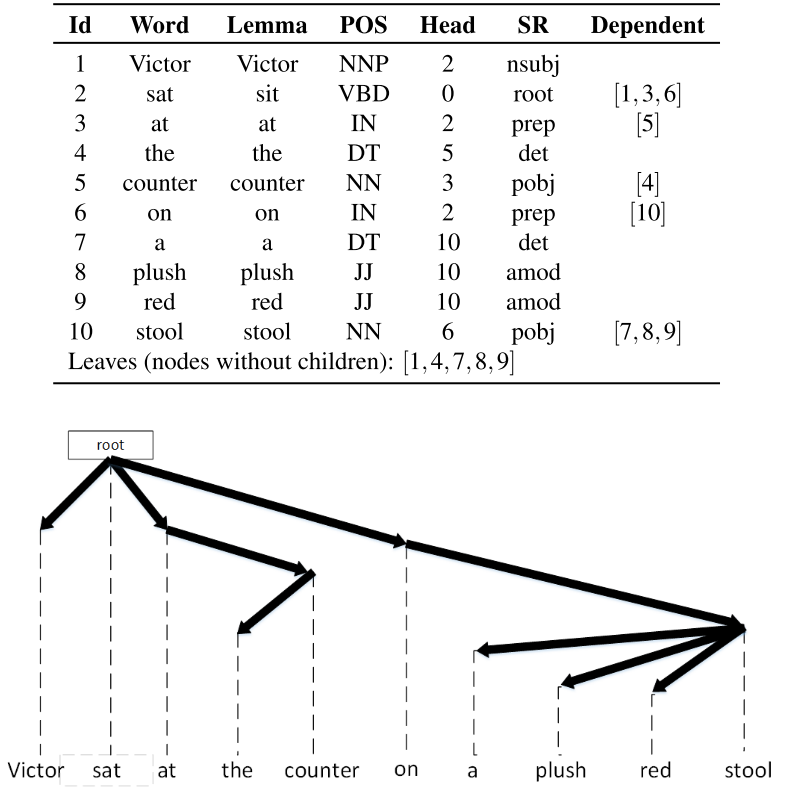 Id Word Lemma POS Head SR Dependent
1 Victor Victor NNP 2 nsubj
2 sat sit VBD 0 root [1,3,6]
3 at at IN 2 prep [5]
4 the the DT 5 det
5 counter counter NN 3 pobj [4]
6 on on IN 2 prep [10]
7 a a DT 10 det
8 plush plush JJ 10 amod
9 red red JJ 10 amod
10 stool stool NN 6 pobj [7,8,9]
Leaves (nodes without children): [1,4,7,8,9]
root
Victor sat at the counter on a plush red stool